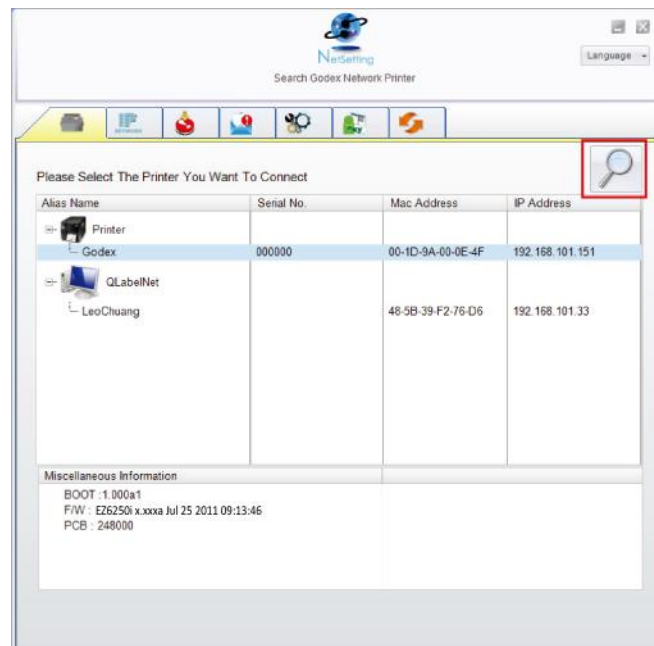 NetSetting
Language
Search Godex Network Printer
IP
Please Select The Printer You Want To Connect
Alias Name Serial No. Mac Address IP Address
Printer
Godex 000000 00-1D-9A-00-0E-4F 192.168.101.151
QLabelNet
LeoChuang 48-5B-39-F2-76-D6 192.168.101.33
Miscellaneous Information
BOOT :1.000a1
F/W : EZ6250i x.xxxa Jul 25 2011 09:13:46
PCB : 248000